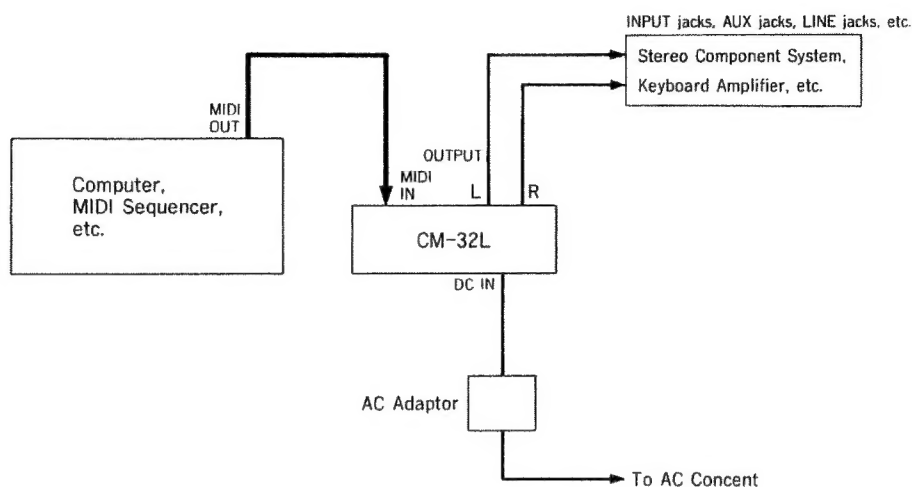 INPUT jacks, AUX jacks, LINE jacks, etc.
Stereo Component System,
Keyboard Amplifier, etc.
MIDI
OUT
Computer,
MIDI Sequencer,
etc.
OUTPUT
MIDI
IN
L
R
CM-32L
DC IN
AC Adaptor
To AC Concent